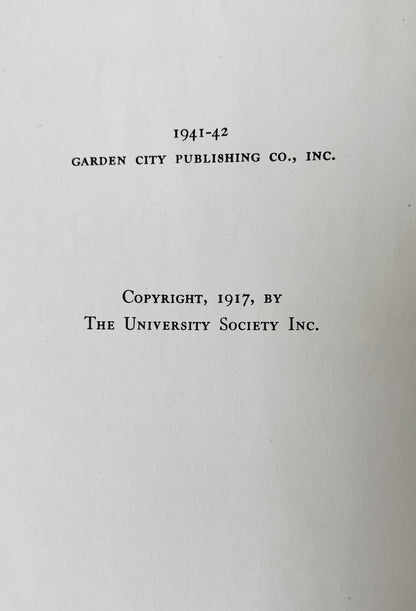 1941-42
GARDEN CITY PUBLISHING CO., INC.
COPYRIGHT, 1917, BY
THE UNIVERSITY SOCIETY INC.